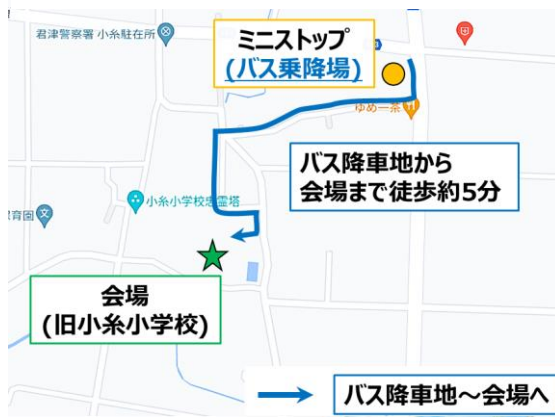 君津警察署 小糸駐在所
ミニストップ
(バス乗降場)
ゆめ一茶
バス降車地から
会場まで徒歩約5分
小糸小学校忠霊塔
育園
会場
(旧小糸小学校)
バス降車地～会場へ